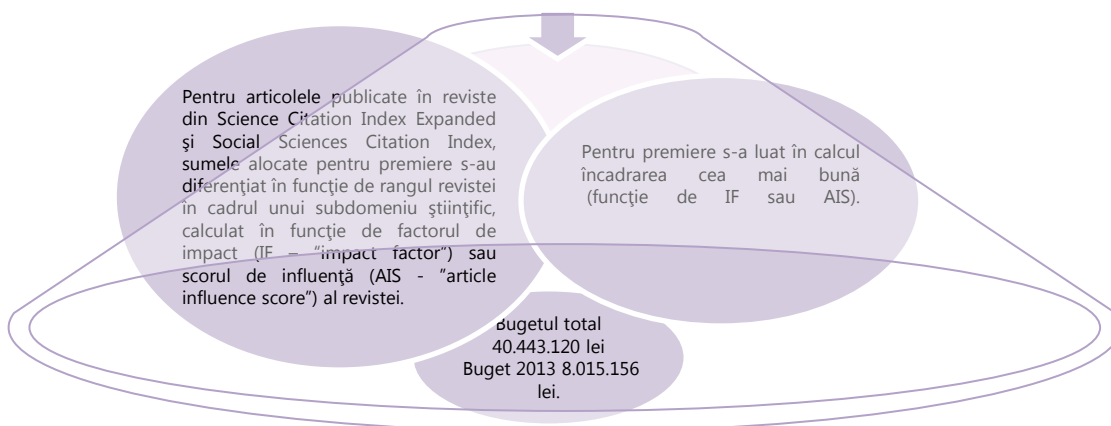 Pentru articolele publicate în reviste
din Science Citation Index Expanded
şi Social Sciences Citation Index,
sumele alocate pentru premiere s-au
diferenţiat în funcţie de rangul revistei
în cadrul unui subdomeniu ştiinţific,
calculat în funcţie de factorul de
impact (IF – "impact factor") sau
scorul de influenţă (AIS - "article
influence score") al revistei.
Pentru premiere s-a luat în calcul
încadrarea cea mai bună
(funcţie de IF sau AIS).
Bugetul total
40.443.120 lei
Buget 2013 8.015.156
lei.